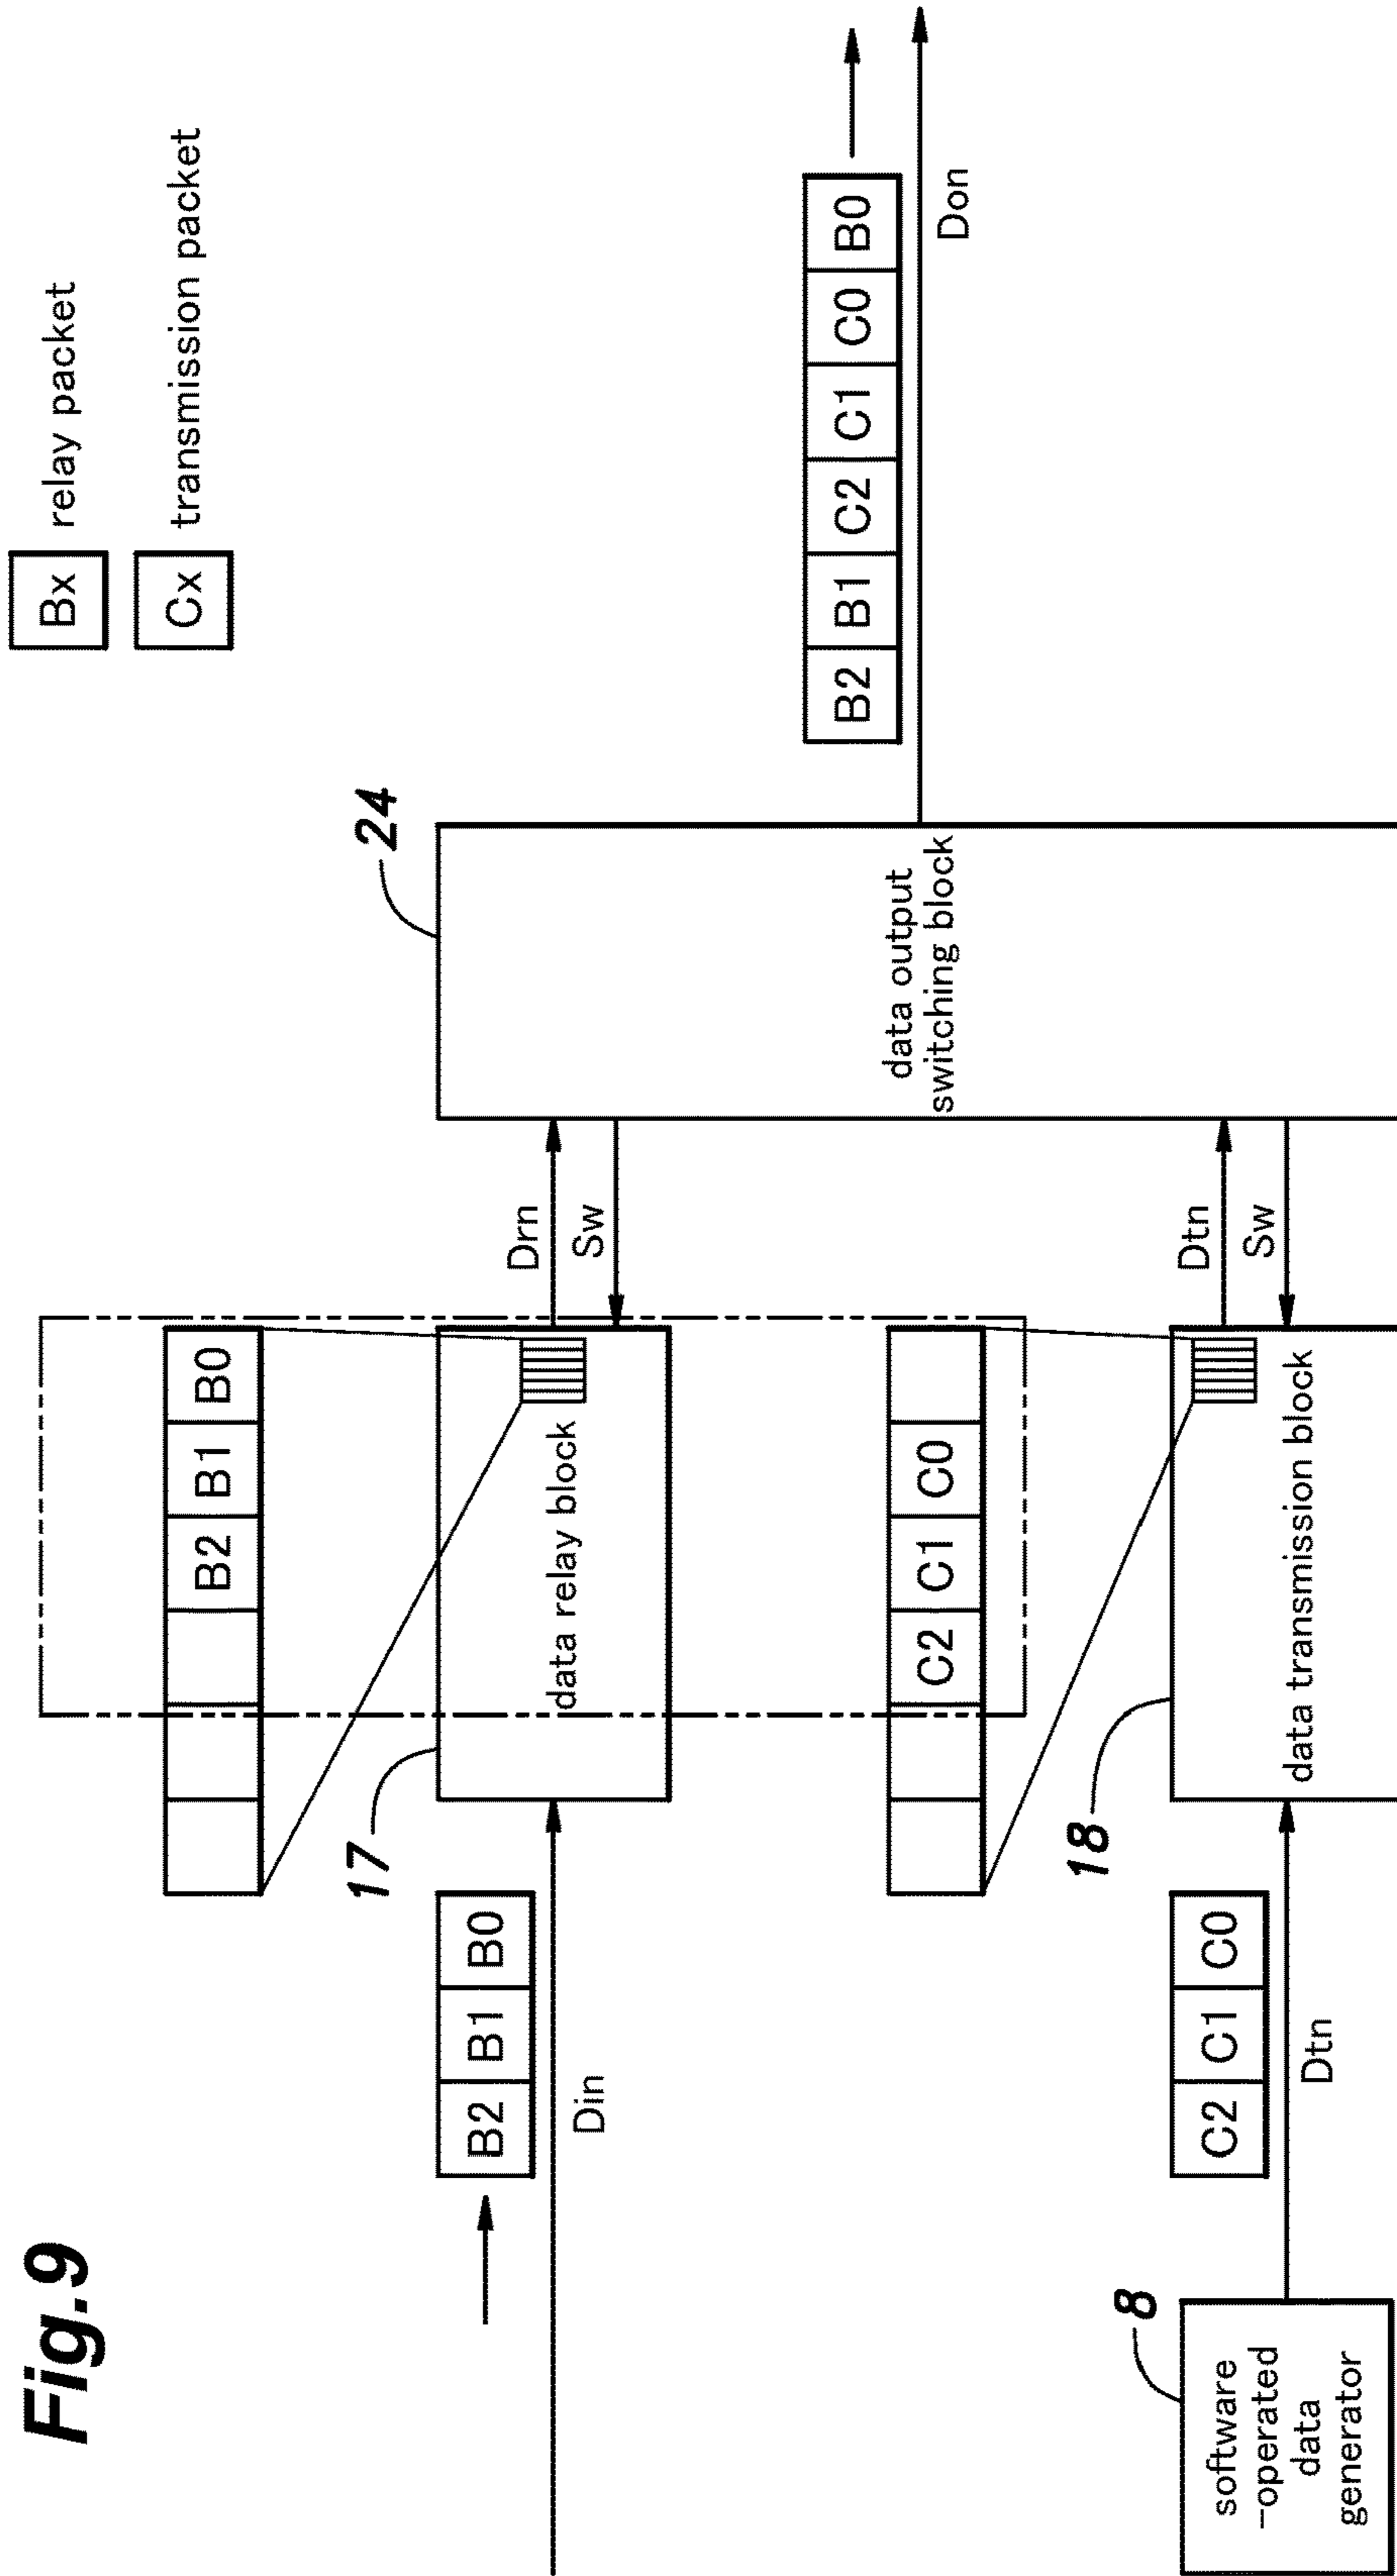 Fig.9
Bx relay packet
Cx transmission packet
B2 B1 B0
Din
17
B2 B1 B0
data relay block
Drn
Sw
24
data output
switching block
B2 B1 C2 C1 C0 B0
Don
8
software
-operated
data
generator
C2 C1 C0
Dtn
18
C2 C1 C0
data transmission block
Dtn
Sw